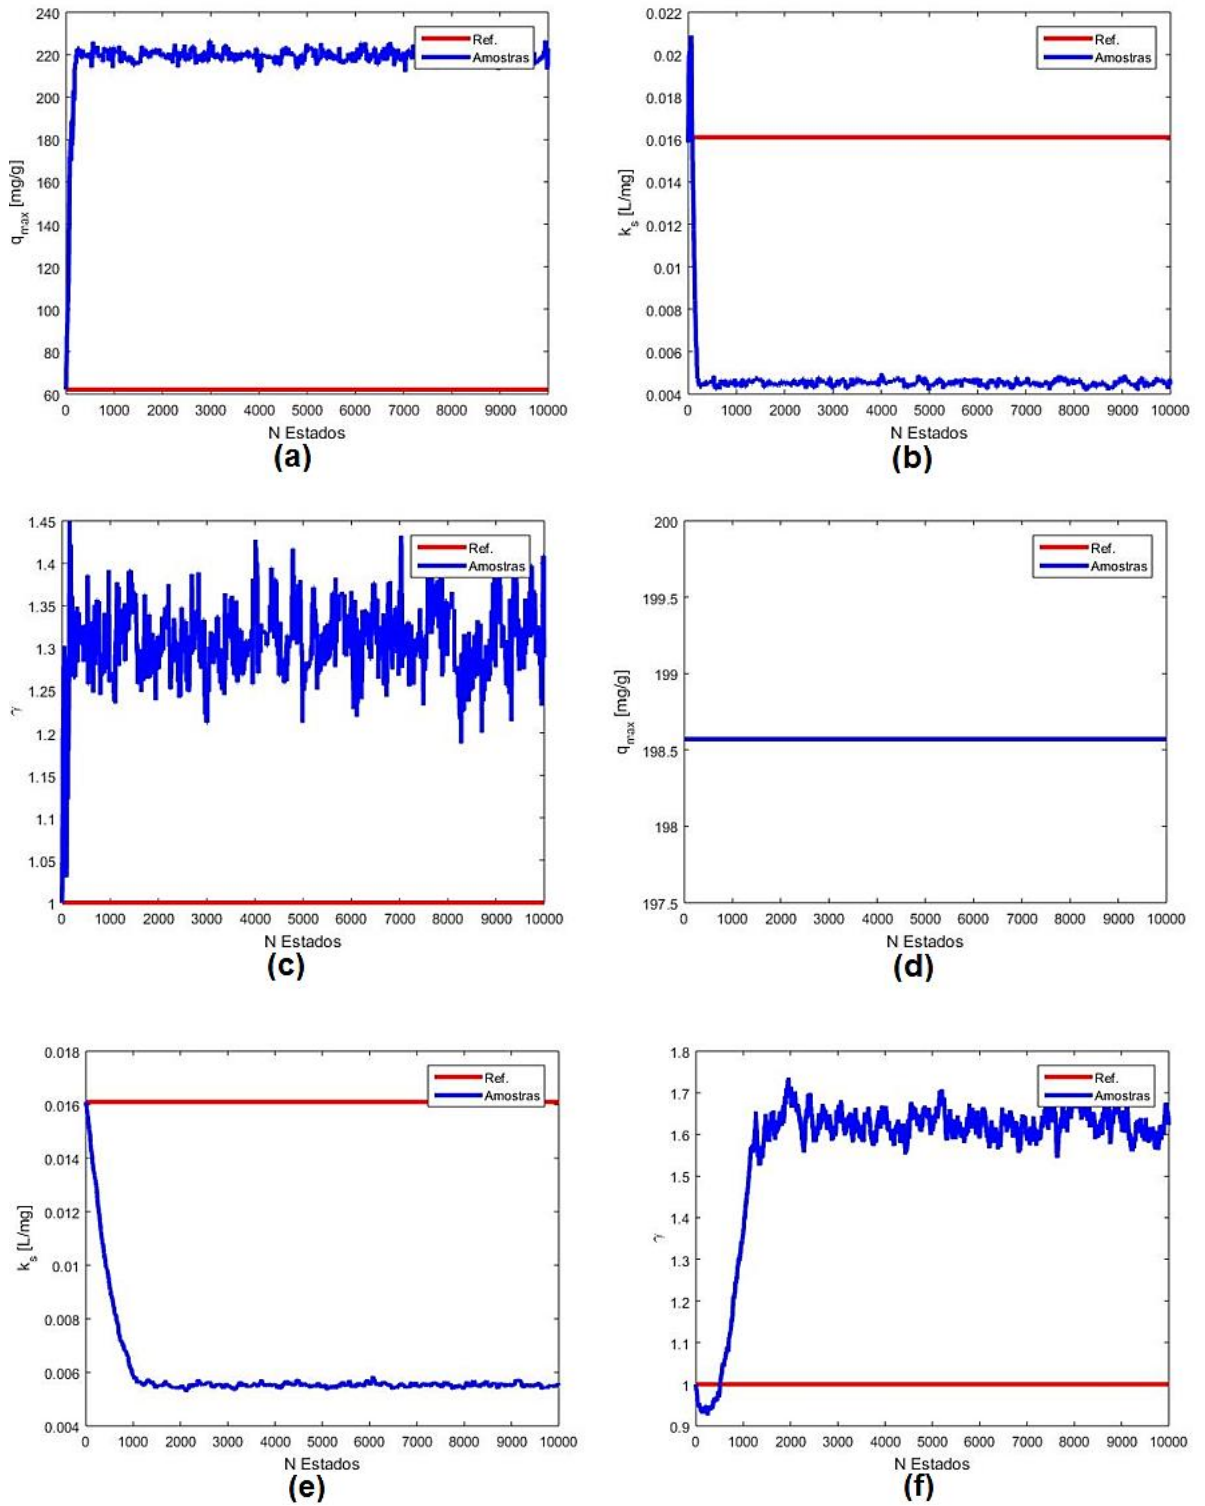 240
220
200
180
160
140
120
100
80
60
q_max [mg/g]
0 1000 2000 3000 4000 5000 6000 7000 8000 9000 10000
N Estados
Ref.
Amostras
(a)
0.022
0.02
0.018
0.016
0.014
0.012
0.01
0.008
0.006
0.004
k_s [L/mg]
0 1000 2000 3000 4000 5000 6000 7000 8000 9000 10000
N Estados
Ref.
Amostras
(b)
1.45
1.4
1.35
1.3
1.25
1.2
1.15
1.1
1.05
1
γ
0 1000 2000 3000 4000 5000 6000 7000 8000 9000 10000
N Estados
Ref.
Amostras
(c)
200
199.5
199
198.5
198
197.5
q_max [mg/g]
0 1000 2000 3000 4000 5000 6000 7000 8000 9000 10000
N Estados
Ref.
Amostras
(d)
0.018
0.016
0.014
0.012
0.01
0.008
0.006
0.004
k_s [L/mg]
0 1000 2000 3000 4000 5000 6000 7000 8000 9000 10000
N Estados
Ref.
Amostras
(e)
1.8
1.7
1.6
1.5
1.4
1.3
1.2
1.1
1
0.9
γ
0 1000 2000 3000 4000 5000 6000 7000 8000 9000 10000
N Estados
Ref.
Amostras
(f)